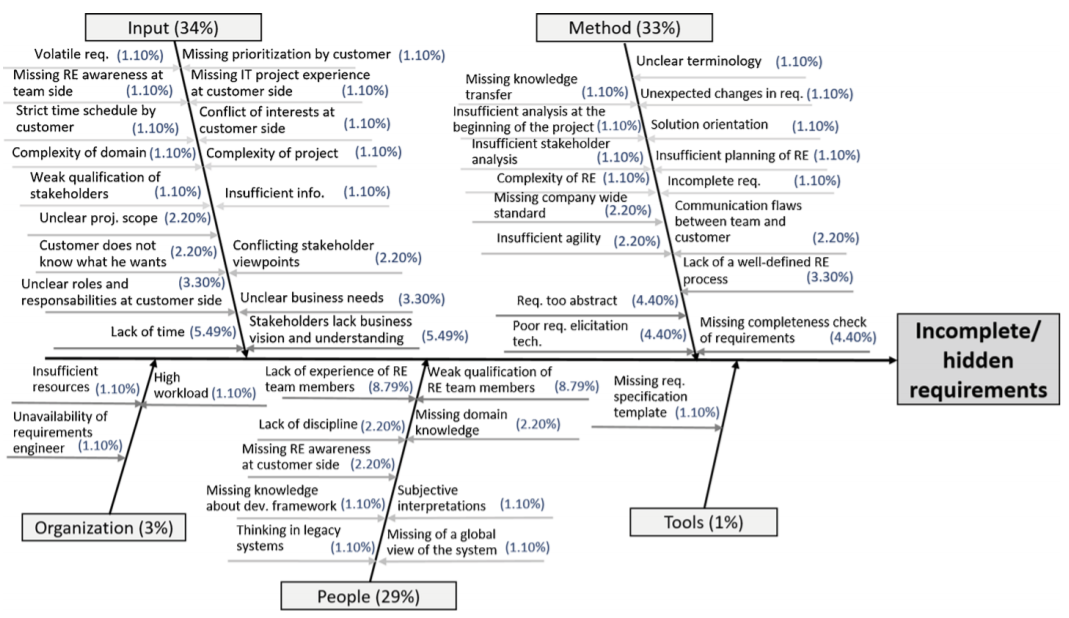 Input (34%)
Volatile req. (1.10%)
Missing prioritization by customer (1.10%)
Missing RE awareness at
team side (1.10%)
Missing IT project experience
at customer side (1.10%)
Strict time schedule by
customer (1.10%)
Conflict of interests at
customer side (1.10%)
Complexity of domain (1.10%)
Complexity of project (1.10%)
Weak qualification of
stakeholders (1.10%)
Insufficient info. (1.10%)
Unclear proj. scope (2.20%)
Customer does not
know what he wants (2.20%)
Conflicting stakeholder
viewpoints (2.20%)
Unclear roles and (3.30%)
responsabilities at customer side
Unclear business needs (3.30%)
Lack of time (5.49%)
Stakeholders lack business
vision and understanding (5.49%)
Method (33%)
Unclear terminology (1.10%)
Missing knowledge
transfer (1.10%)
Unexpected changes in req. (1.10%)
Insufficient analysis at the
beginning of the project (1.10%)
Solution orientation (1.10%)
Insufficient stakeholder
analysis (1.10%)
Insufficient planning of RE (1.10%)
Complexity of RE (1.10%)
Incomplete req. (1.10%)
Missing company wide
standard (2.20%)
Communication flaws
between team and
customer (2.20%)
Insufficient agility (2.20%)
Lack of a well-defined RE
process (3.30%)
Req. too abstract (4.40%)
Poor req. elicitation
tech. (4.40%)
Missing completeness check
of requirements (4.40%)
Incomplete/
hidden
requirements
Insufficient
resources (1.10%)
High
workload (1.10%)
Unavailability of
requirements
engineer (1.10%)
Organization (3%)
Lack of experience of RE
team members (8.79%)
Weak qualification of
RE team members (8.79%)
Lack of discipline (2.20%)
Missing domain
knowledge (2.20%)
Missing RE awareness
at customer side (2.20%)
Missing knowledge
about dev. framework (1.10%)
Subjective
interpretations (1.10%)
Thinking in legacy
systems (1.10%)
Missing of a global
view of the system (1.10%)
People (29%)
Missing req.
specification
template (1.10%)
Tools (1%)